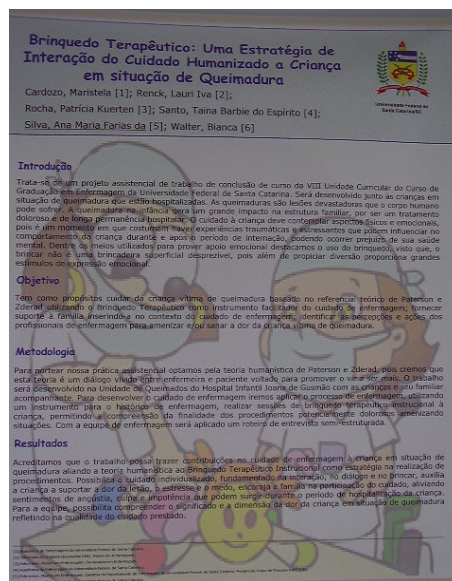 Brinquedo Terapêutico: Uma Estratégia de
Interação do Cuidado Humanizado a Criança
em situação de Queimadura
Cardozo, Maristela [1]; Renck, Lauri Iva [2];
Rocha, Patrícia Kuerten [3]; Santo, Taina Barbie do Espírito [4];
Silva, Ana Maria Farias da [5]; Walter, Bianca [6]
Universidade Federal de
Santa Catarina/SC
Introdução
Trata-se de um projeto assistencial de trabalho de conclusão de curso da VIII Unidade Curricular do Curso de
Graduação em Enfermagem da Universidade Federal de Santa Catarina. Será desenvolvido junto as crianças em
situação de queimadura que estão hospitalizadas. As queimaduras são lesões devastadoras que o corpo humano
pode sofrer. A queimadura na infância gera um grande impacto na estrutura familiar, por ser um tratamento
doloroso e de longa permanência hospitalar. O cuidado à criança deve contemplar aspectos físicos e emocionais,
pois é um momento em que costumam haver experiências traumáticas e estressantes que podem influenciar no
comportamento da criança durante e após o período de internação, podendo ocorrer prejuízo de sua saúde
mental. Dentre os meios utilizados para prover apoio emocional destacamos o uso do brinquedo, visto que, o
brincar não é uma brincadeira superficial desprezível, pois além de propiciar diversão proporciona grandes
estímulos de expressão emocional.
Objetivo
Tem como propósitos cuidar da criança vítima de queimadura baseado no referencial teórico de Paterson e
Zderad utilizando o Brinquedo Terapêutico como instrumento facilitador do cuidado de enfermagem; fornecer
suporte à família, inserindo-a no contexto do cuidado de enfermagem; identificar as percepções e ações dos
profissionais de enfermagem para amenizar e/ou sanar a dor da criança vítima de queimadura.
Metodologia
Para nortear nossa prática assistencial optamos pela teoria humanística de Paterson e Zderad, pois cremos que
esta teoria é um diálogo vivido entre enfermeira e paciente voltado para promover o vir a ser mais. O trabalho
será desenvolvido na Unidade de Queimados do Hospital Infantil Joana de Gusmão com as crianças e seu familiar
acompanhante. Para desenvolver o cuidado de enfermagem iremos aplicar o processo de enfermagem, utilizando
um instrumento para o histórico de enfermagem, realizar sessões de brinquedo terapêutico instrucional à
criança, permitindo a compreensão da finalidade dos procedimentos potencialmente dolorosos amenizando
situações. Com a equipe de enfermagem será aplicado um roteiro de entrevista semi-estruturada.
Resultados
Acreditamos que o trabalho possa trazer contribuições no cuidado de enfermagem à criança em situação de
queimadura aliando a teoria humanística ao Brinquedo Terapêutico Instrucional como estratégia na realização de
procedimentos. Possibilita o cuidado individualizado, fundamentado na interação, no diálogo e no brincar, auxilia
a criança a suportar a dor da lesão, o estresse e o medo, encoraja a família na participação do cuidado, aliviando
sentimentos de angústia, culpa e impotência que podem surgir durante o período de hospitalização da criança.
Para a equipe, possibilita compreender o significado e a dimensão da dor da criança em situação de queimadura
refletindo na qualidade do cuidado prestado.